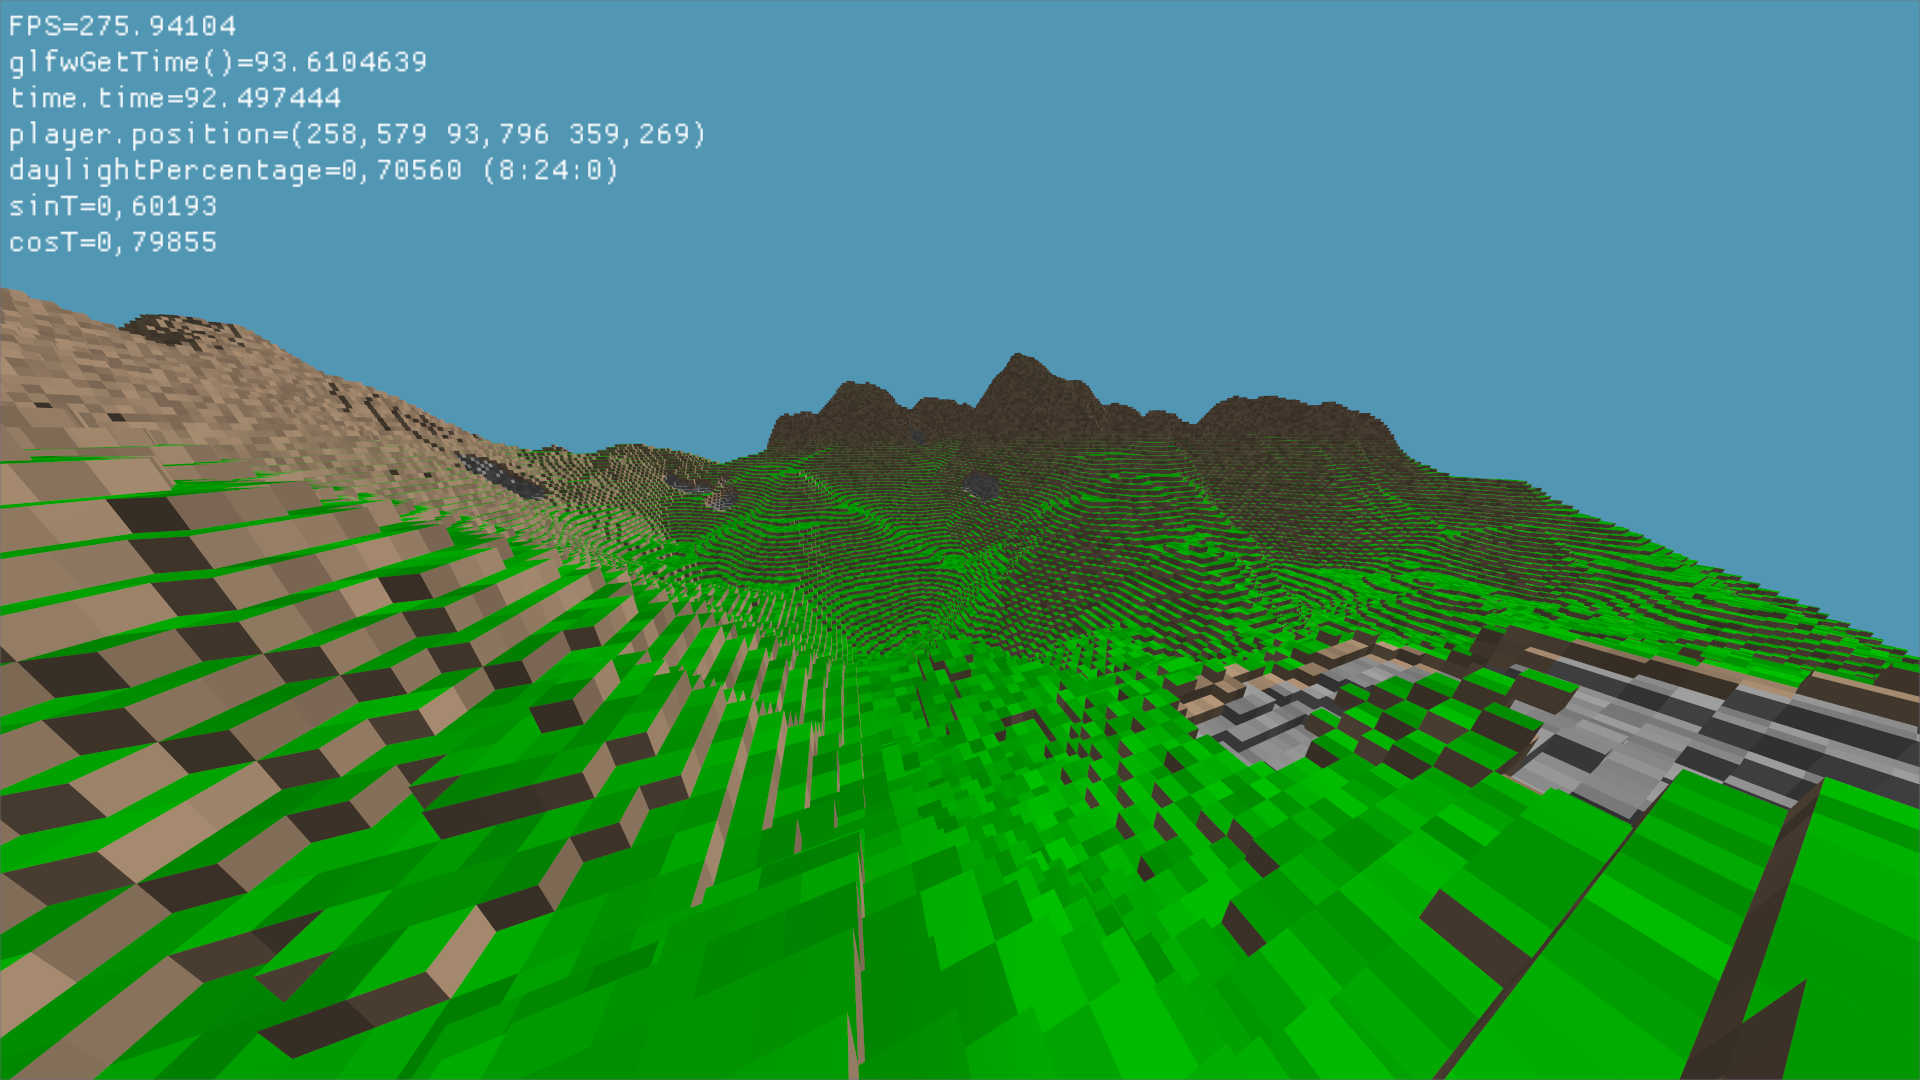 FPS=275.94104
glfwGetTime()=93.6104639
time.time=92.497444
player.position=(258,579 93,796 359,269)
daylightPercentage=0,70560 (8:24:0)
sinT=0,60193
cosT=0,79855